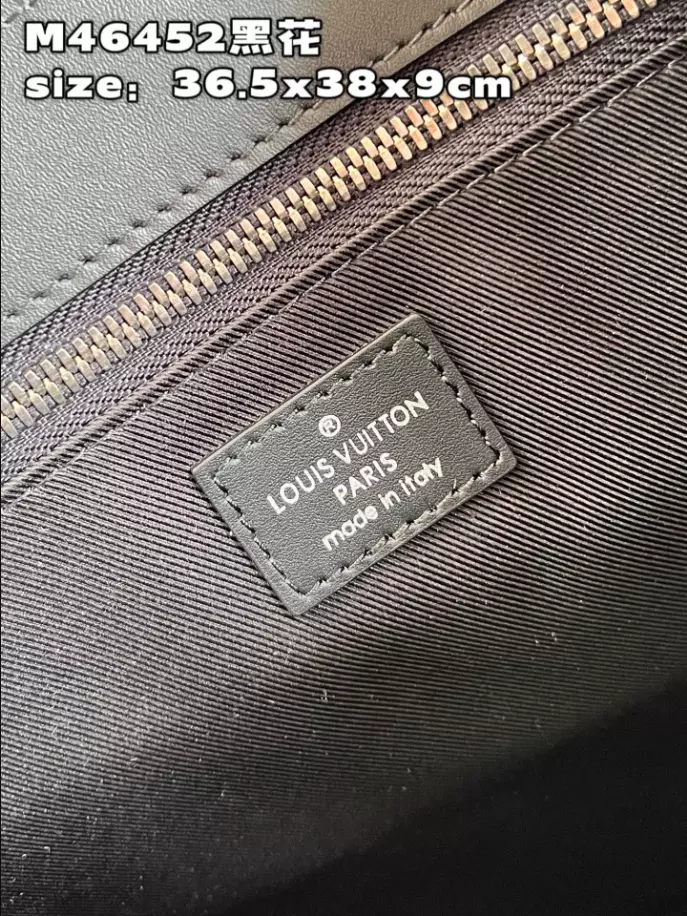 M46452黑花
size：36.5x38x9cm
®
LOUIS VUITTON
PARIS
made in italy